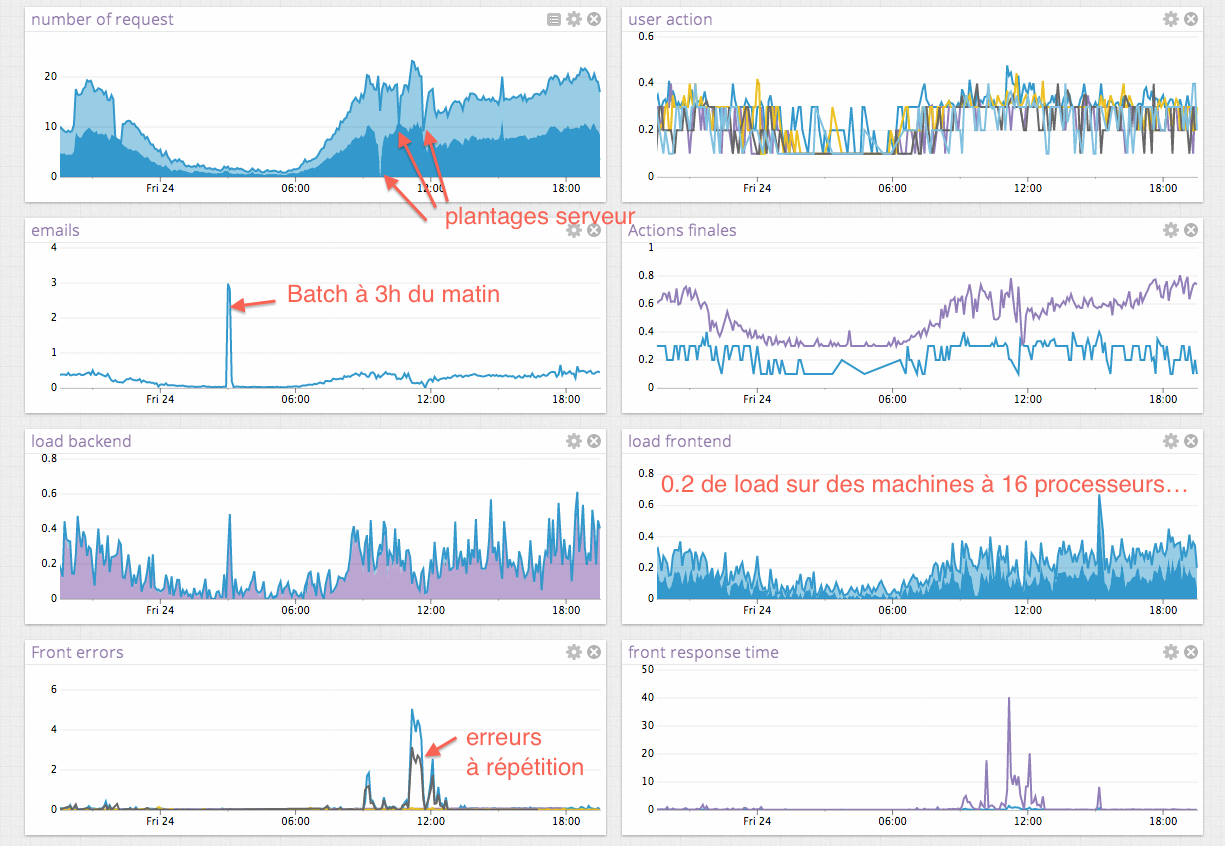 number of request
20
10
0
Fri 24 06:00 12:00 18:00
plantages serveur
user action
0.6
0.4
0.2
0
Fri 24 06:00 12:00 18:00
emails
4
3
2
1
0
Batch à 3h du matin
Fri 24 06:00 12:00 18:00
Actions finales
1
0.8
0.6
0.4
0.2
0
Fri 24 06:00 12:00 18:00
load backend
0.8
0.6
0.4
0.2
0
Fri 24 06:00 12:00 18:00
load frontend
0.8
0.2 de load sur des machines à 16 processeurs…
0.6
0.4
0.2
0
Fri 24 06:00 12:00 18:00
Front errors
6
4
2
0
erreurs
à répétition
Fri 24 06:00 12:00 18:00
front response time
50
40
30
20
10
0
Fri 24 06:00 12:00 18:00